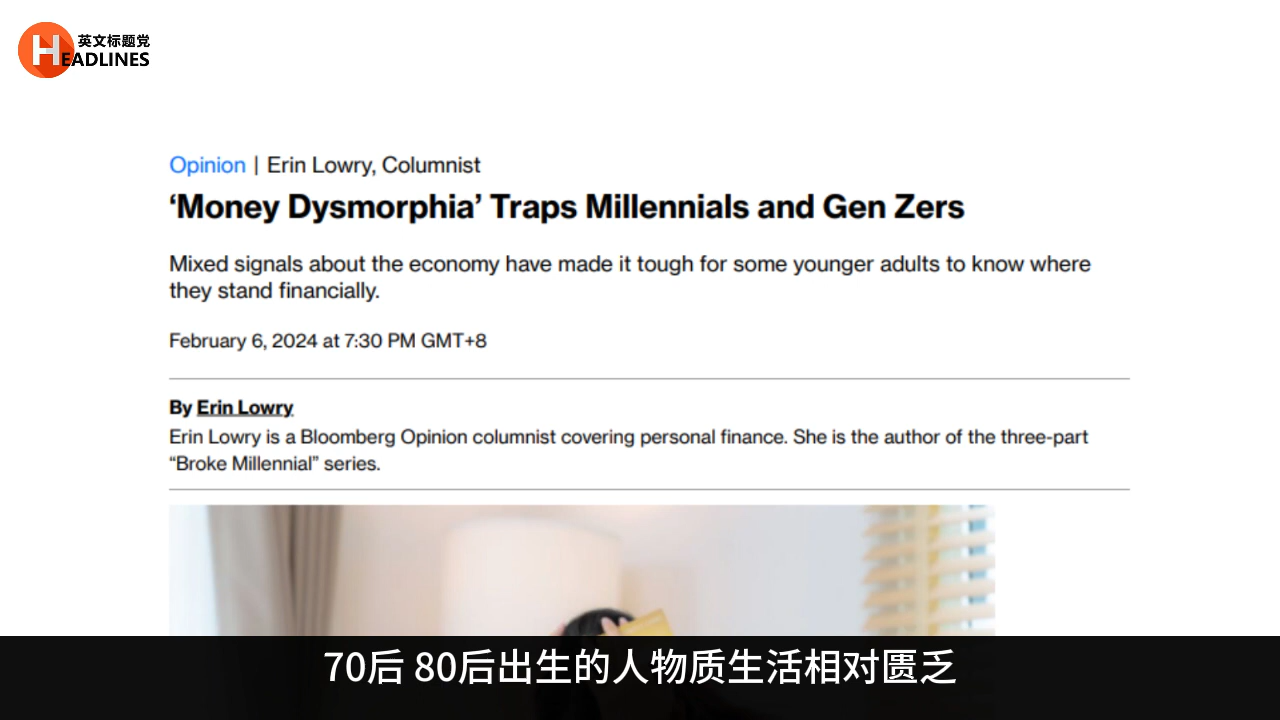 英文标题党
HEADLINES
Opinion | Erin Lowry, Columnist
‘Money Dysmorphia’ Traps Millennials and Gen Zers
Mixed signals about the economy have made it tough for some younger adults to know where
they stand financially.
February 6, 2024 at 7:30 PM GMT+8
By Erin Lowry
Erin Lowry is a Bloomberg Opinion columnist covering personal finance. She is the author of the three-part
“Broke Millennial” series.
70后 80后出生的人物质生活相对匮乏